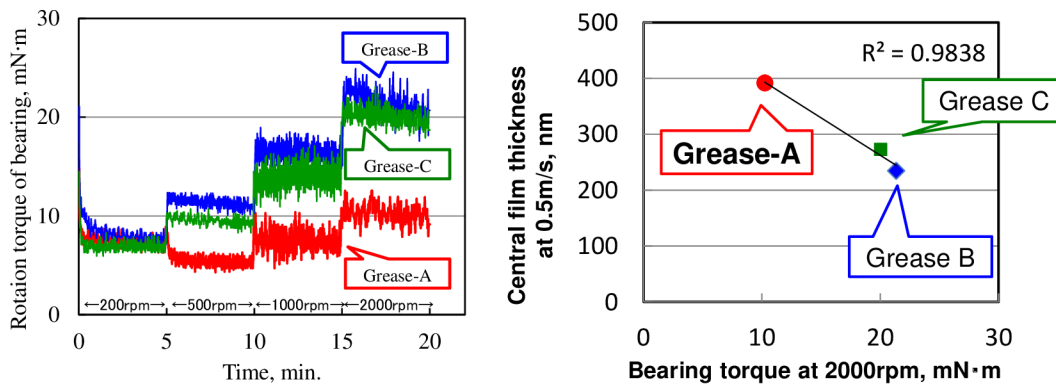 30
20
10
0
Rotaion torque of bearing, mN·m
Grease-B
Grease-C
Grease-A
←200rpm→
←500rpm→
←1000rpm→
←2000rpm→
0 5 10 15 20
Time, min.
500
400
300
200
100
0
Central film thickness
at 0.5m/s, nm
R² = 0.9838
Grease C
Grease-A
Grease B
0 10 20 30
Bearing torque at 2000rpm, mN·m